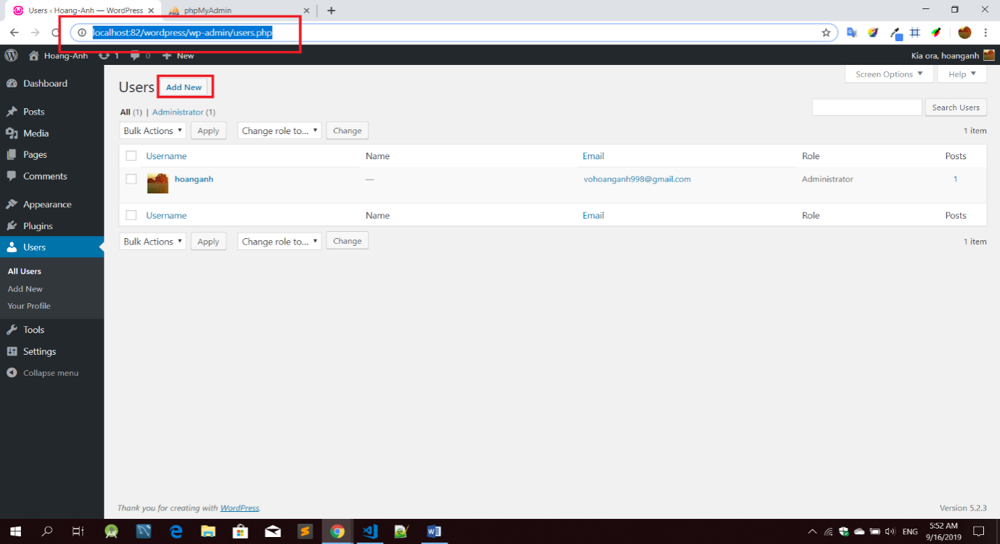 Users ‹ Hoang-Anh — WordPress
phpMyAdmin
localhost:82/wordpress/wp-admin/users.php
Hoang-Anh 1 0 New
Kia ora, hoanganh
Screen Options
Help
Dashboard
Posts
Media
Pages
Comments
Appearance
Plugins
Users
All Users
Add New
Your Profile
Tools
Settings
Collapse menu
Users Add New
All (1) | Administrator (1)
Search Users
Bulk Actions Apply Change role to... Change
1 item
Username Name Email Role Posts
hoanganh — vohoanganh998@gmail.com Administrator 1
Username Name Email Role Posts
Bulk Actions Apply Change role to... Change
1 item
Thank you for creating with WordPress.
Version 5.2.3
ENG
5:52 AM
9/16/2019